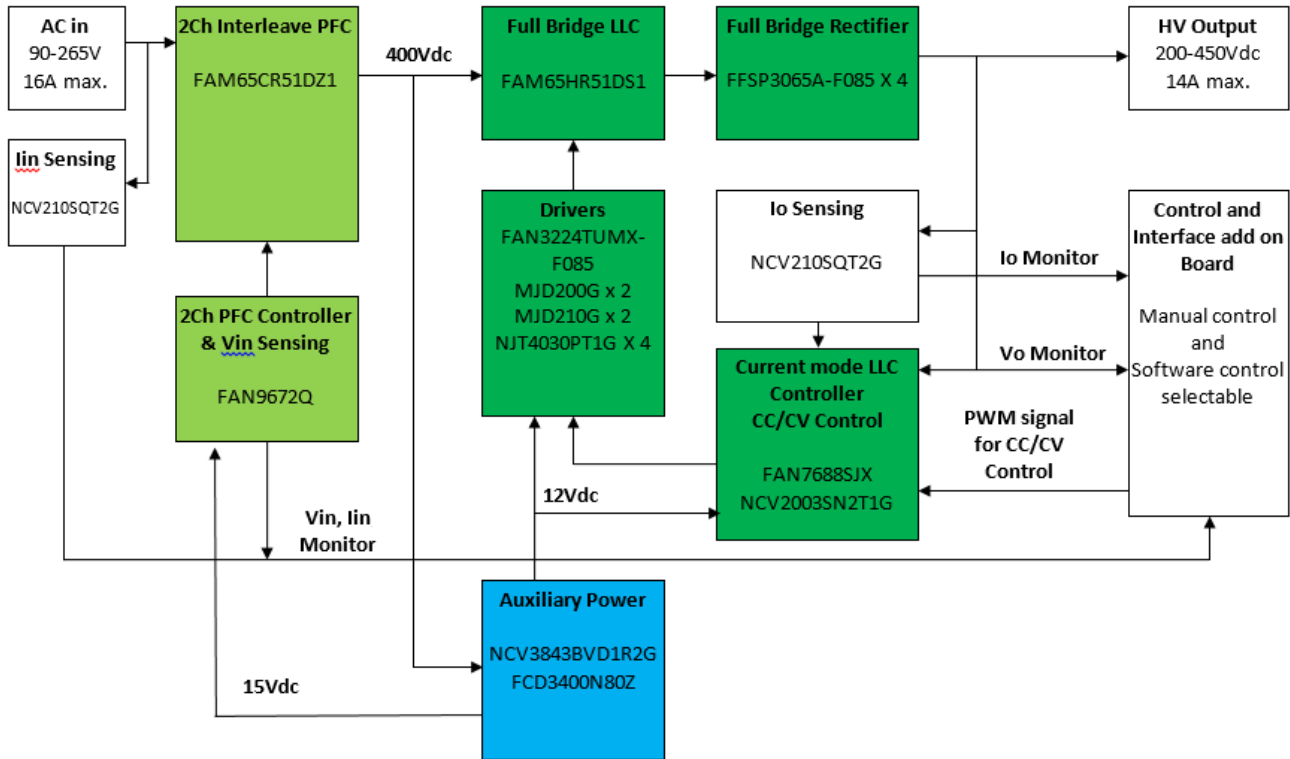 AC in
90-265V
16A max.
2Ch Interleave PFC
FAM65CR51DZ1
400Vdc
Full Bridge LLC
FAM65HR51DS1
Full Bridge Rectifier
FFSP3065A-F085 X 4
HV Output
200-450Vdc
14A max.
Iin Sensing
NCV210SQT2G
Drivers
FAN3224TUMX-
F085
MJD200G x 2
MJD210G x 2
NJT4030PT1G X 4
Io Sensing
NCV210SQT2G
Io Monitor
Control and
Interface add on
Board
Manual control
and
Software control
selectable
2Ch PFC Controller
& Vin Sensing
FAN9672Q
Current mode LLC
Controller
CC/CV Control
FAN7688SJX
NCV2003SN2T1G
Vo Monitor
PWM signal
for CC/CV
Control
12Vdc
Vin, Iin
Monitor
Auxiliary Power
NCV3843BVD1R2G
FCD3400N80Z
15Vdc